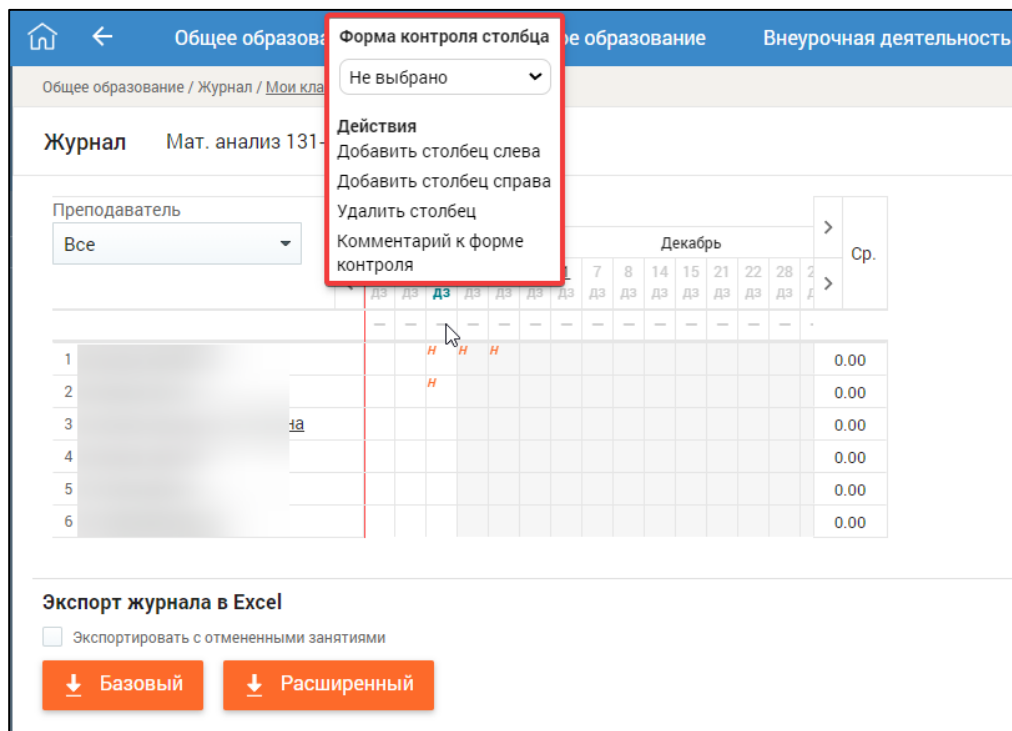 Общее образова
ое образование
Внеурочная деятельность
Форма контроля столбца
Не выбрано
Действия
Добавить столбец слева
Добавить столбец справа
Удалить столбец
Комментарий к форме
контроля
Общее образование / Журнал / Мои кла
Журнал Мат. анализ 131-
Преподаватель
Все
Декабрь
Ср.
1 7 8 14 15 21 22 28 2
дз дз дз дз дз дз дз дз дз дз дз дз дз дз
– – – – – – – – – – – – – –
1 Н Н Н 0.00
2 Н 0.00
3 на 0.00
4 0.00
5 0.00
6 0.00
Экспорт журнала в Excel
Экспортировать с отмененными занятиями
Базовый Расширенный